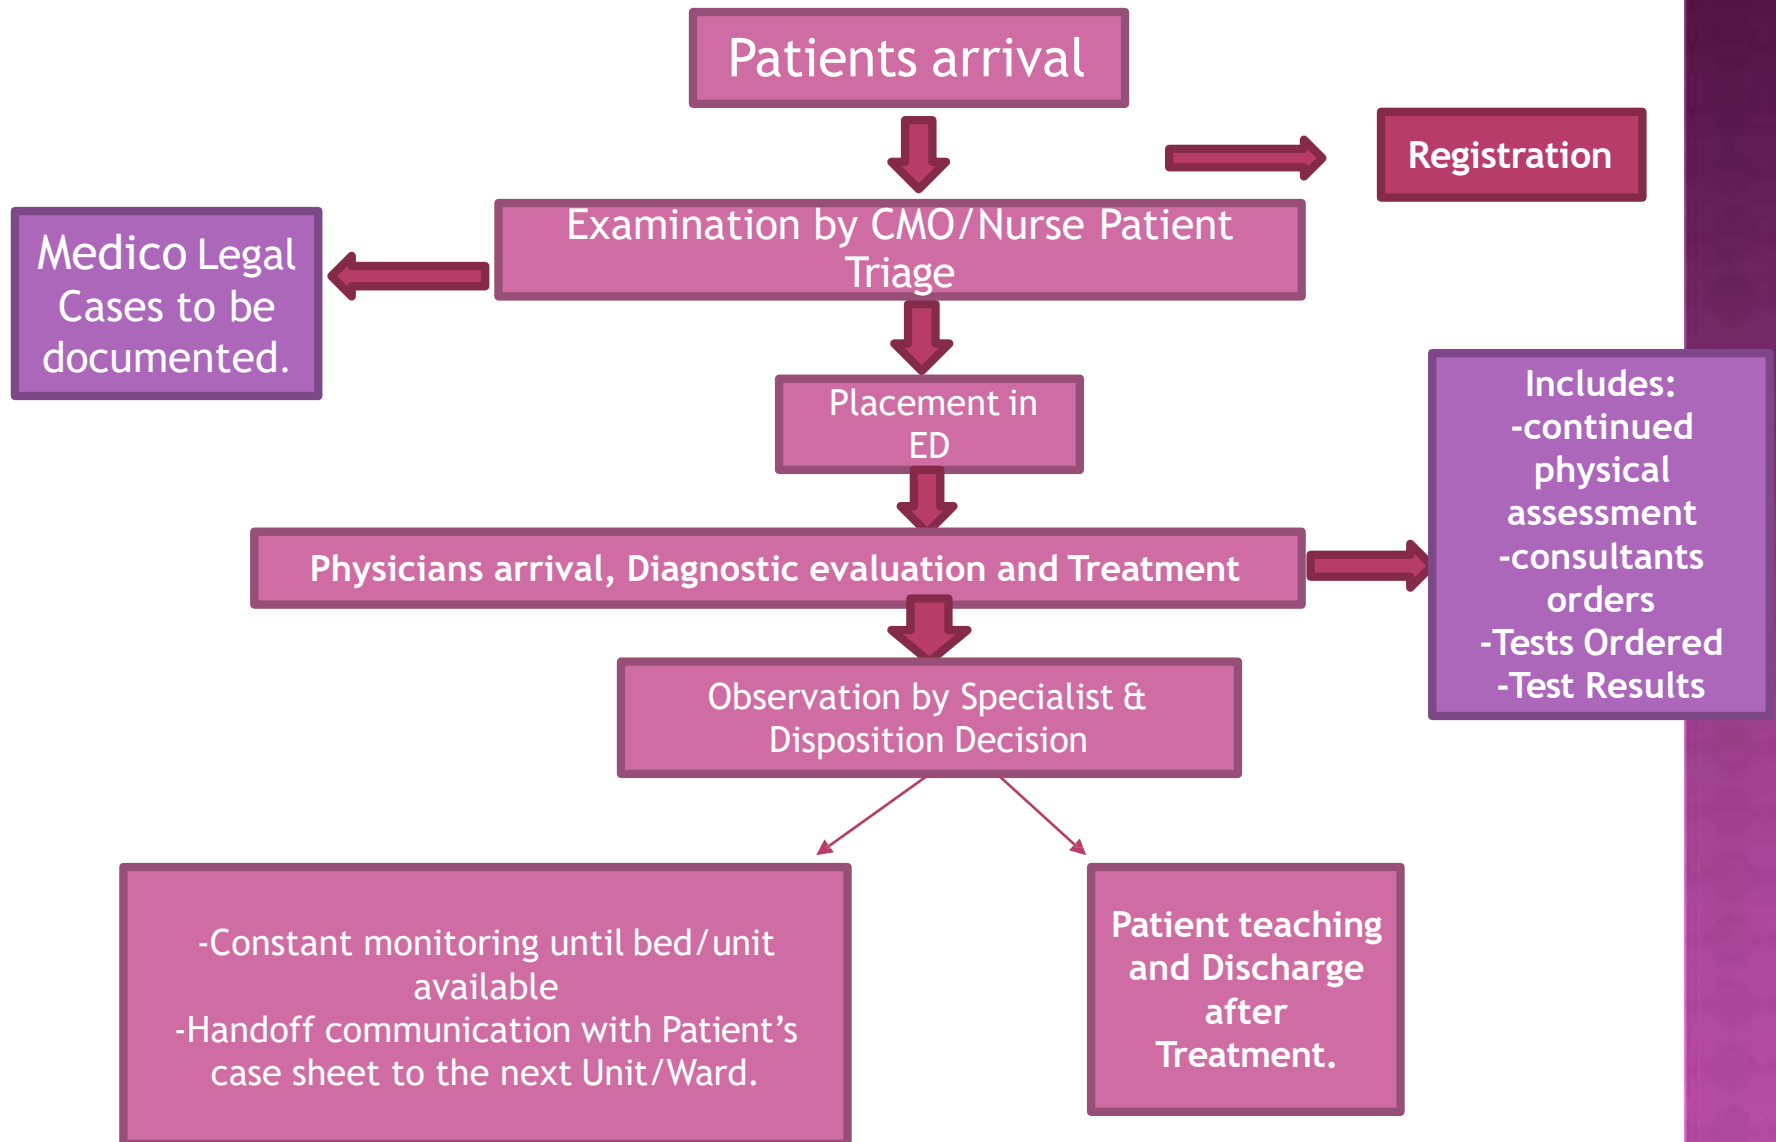 Patients arrival
Registration
Examination by CMO/Nurse Patient
Triage
Medico Legal
Cases to be
documented.
Placement in
ED
Includes:
-continued
physical
assessment
-consultants
orders
-Tests Ordered
-Test Results
Physicians arrival, Diagnostic evaluation and Treatment
Observation by Specialist &
Disposition Decision
-Constant monitoring until bed/unit
available
-Handoff communication with Patient’s
case sheet to the next Unit/Ward.
Patient teaching
and Discharge
after
Treatment.